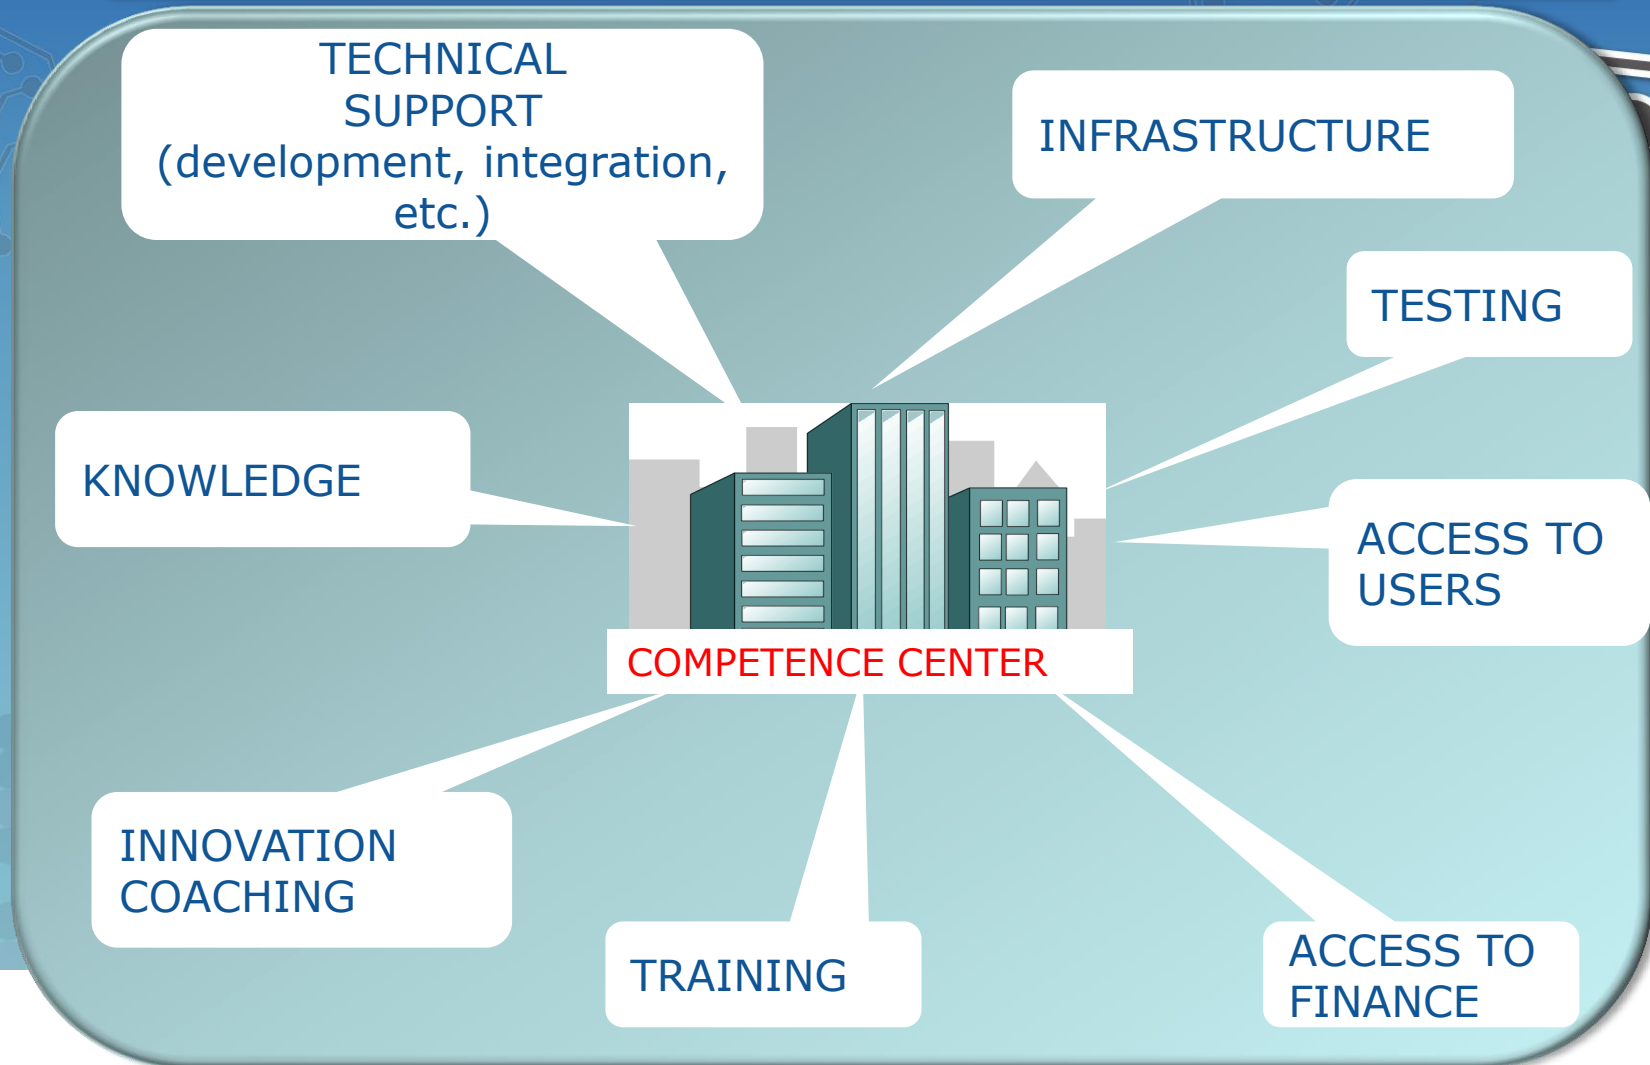 TECHNICAL
SUPPORT
(development, integration,
etc.)
INFRASTRUCTURE
TESTING
KNOWLEDGE
ACCESS TO
USERS
COMPETENCE CENTER
INNOVATION
COACHING
TRAINING
ACCESS TO
FINANCE